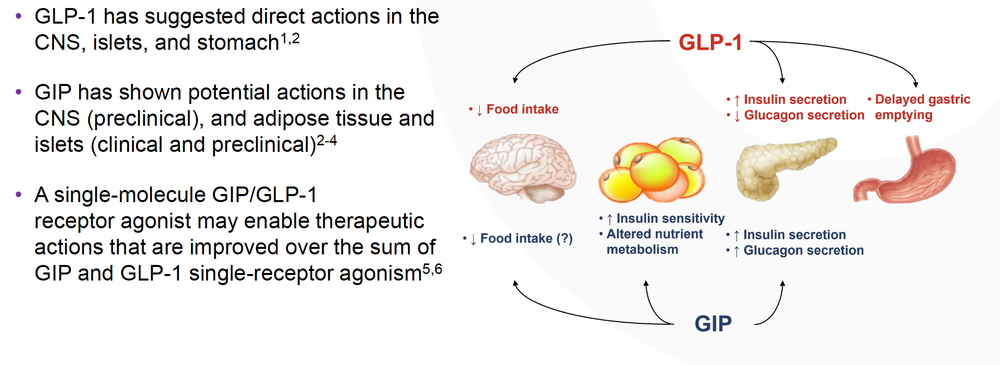 • GLP-1 has suggested direct actions in the
CNS, islets, and stomach1,2
• GIP has shown potential actions in the
CNS (preclinical), and adipose tissue and
islets (clinical and preclinical)2-4
• A single-molecule GIP/GLP-1
receptor agonist may enable therapeutic
actions that are improved over the sum of
GIP and GLP-1 single-receptor agonism5,6
GLP-1
• ↓ Food intake
• ↑ Insulin secretion
• ↓ Glucagon secretion
• Delayed gastric
emptying
• ↓ Food intake (?)
• ↑ Insulin sensitivity
• Altered nutrient
metabolism
• ↑ Insulin secretion
• ↑ Glucagon secretion
GIP